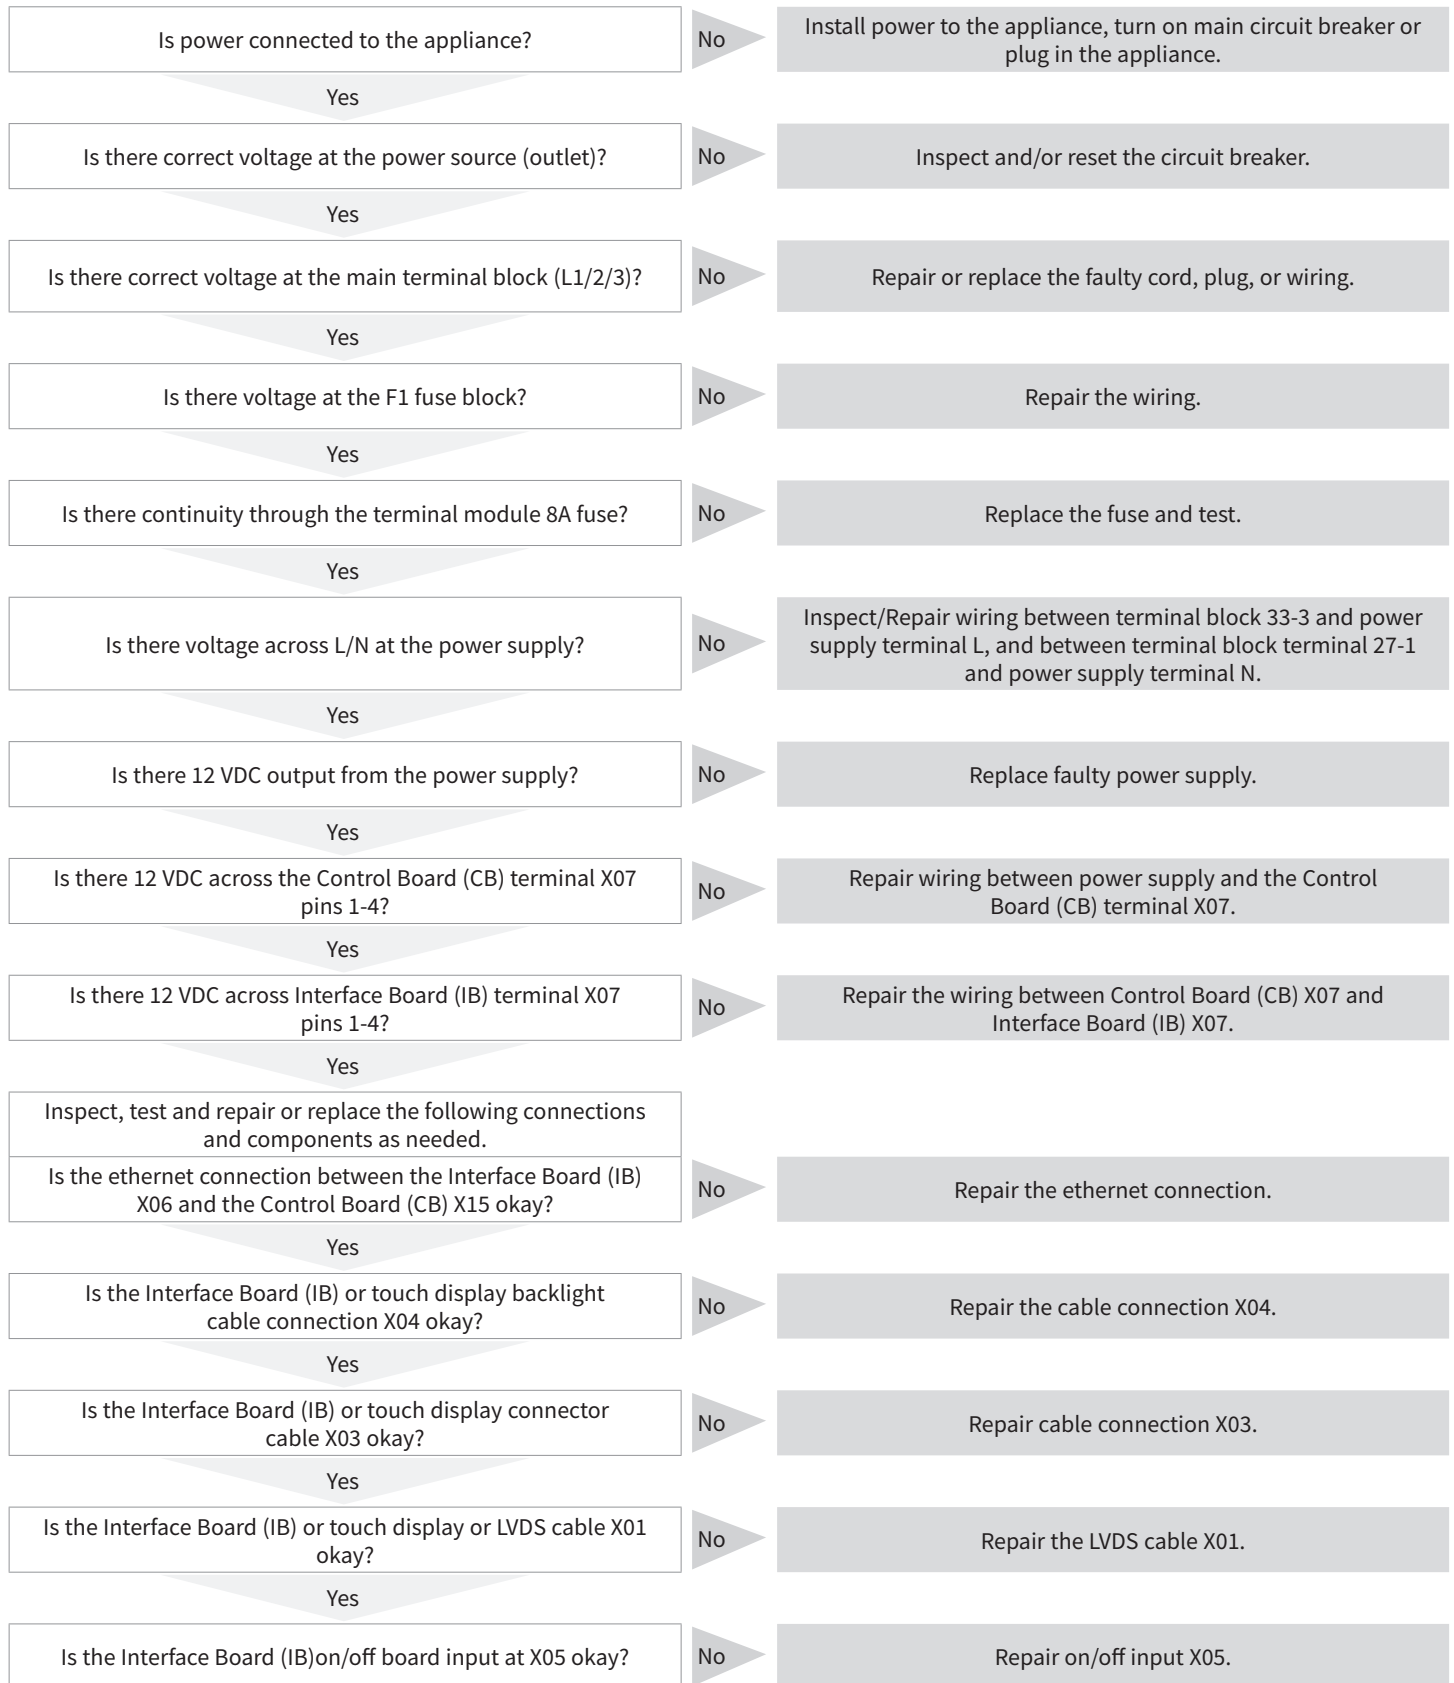 Is power connected to the appliance?
No
Install power to the appliance, turn on main circuit breaker or
plug in the appliance.
Yes
Is there correct voltage at the power source (outlet)?
No
Inspect and/or reset the circuit breaker.
Yes
Is there correct voltage at the main terminal block (L1/2/3)?
No
Repair or replace the faulty cord, plug, or wiring.
Yes
Is there voltage at the F1 fuse block?
No
Repair the wiring.
Yes
Is there continuity through the terminal module 8A fuse?
No
Replace the fuse and test.
Yes
Is there voltage across L/N at the power supply?
No
Inspect/Repair wiring between terminal block 33-3 and power
supply terminal L, and between terminal block terminal 27-1
and power supply terminal N.
Yes
Is there 12 VDC output from the power supply?
No
Replace faulty power supply.
Yes
Is there 12 VDC across the Control Board (CB) terminal X07
pins 1-4?
No
Repair wiring between power supply and the Control
Board (CB) terminal X07.
Yes
Is there 12 VDC across Interface Board (IB) terminal X07
pins 1-4?
No
Repair the wiring between Control Board (CB) X07 and
Interface Board (IB) X07.
Yes
Inspect, test and repair or replace the following connections
and components as needed.
Is the ethernet connection between the Interface Board (IB)
X06 and the Control Board (CB) X15 okay?
No
Repair the ethernet connection.
Yes
Is the Interface Board (IB) or touch display backlight
cable connection X04 okay?
No
Repair the cable connection X04.
Yes
Is the Interface Board (IB) or touch display connector
cable X03 okay?
No
Repair cable connection X03.
Yes
Is the Interface Board (IB) or touch display or LVDS cable X01
okay?
No
Repair the LVDS cable X01.
Yes
Is the Interface Board (IB)on/off board input at X05 okay?
No
Repair on/off input X05.